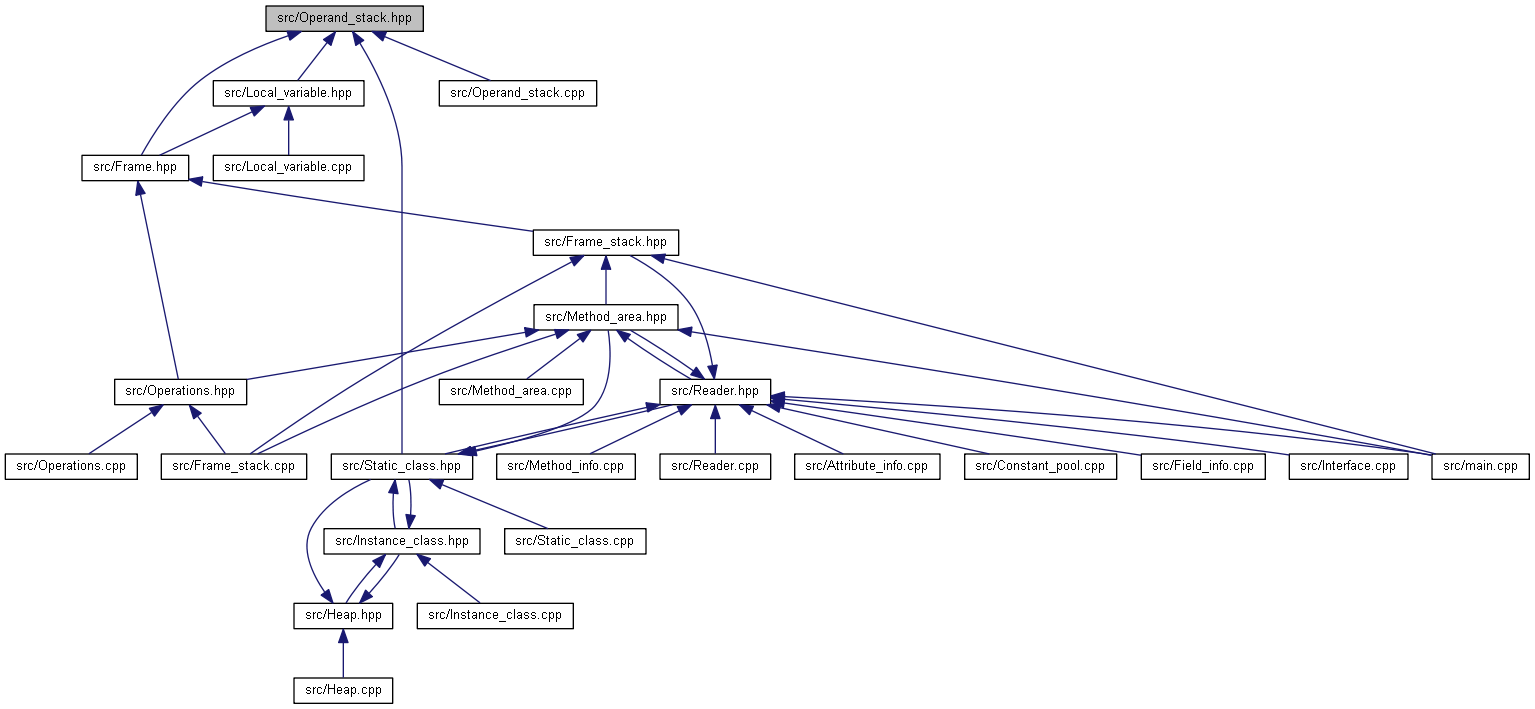 src/Operand_stack.hpp
src/Local_variable.hpp
src/Operand_stack.cpp
src/Frame.hpp
src/Local_variable.cpp
src/Frame_stack.hpp
src/Method_area.hpp
src/Operations.hpp
src/Method_area.cpp
src/Reader.hpp
src/Operations.cpp
src/Frame_stack.cpp
src/Static_class.hpp
src/Method_info.cpp
src/Reader.cpp
src/Attribute_info.cpp
src/Constant_pool.cpp
src/Field_info.cpp
src/Interface.cpp
src/main.cpp
src/Instance_class.hpp
src/Static_class.cpp
src/Heap.hpp
src/Instance_class.cpp
src/Heap.cpp